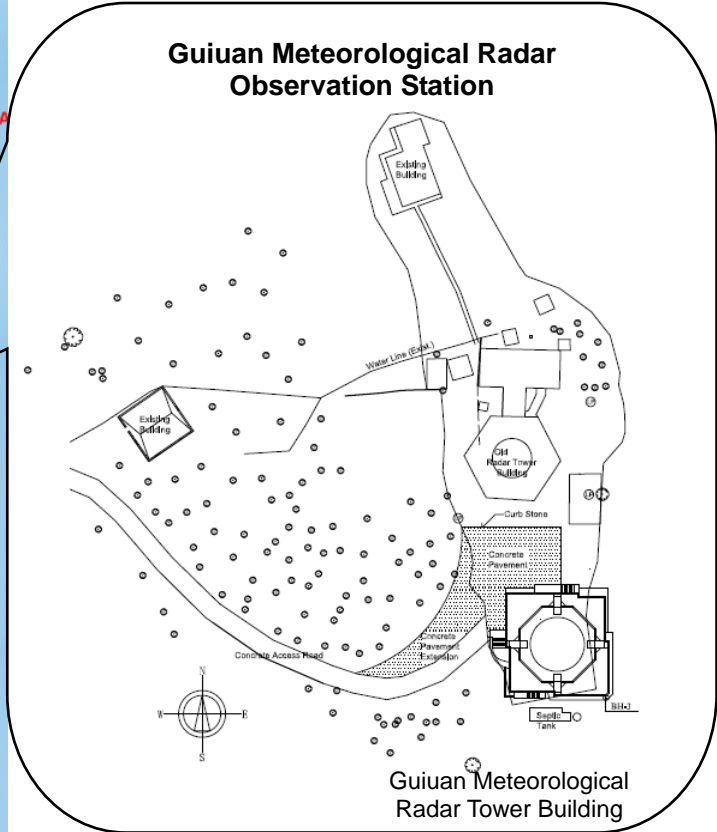 Guiuan Meteorological Radar
Observation Station
A
Existing
Building
Water Line (Exist.)
Existing
Building
Old
Radar Tower
Building
Curb Stone
Concrete
Pavement
Concrete
Pavement
Extension
Concrete Access Road
N
W
E
S
BH-3
Septic
Tank
Guiuan Meteorological
Radar Tower Building